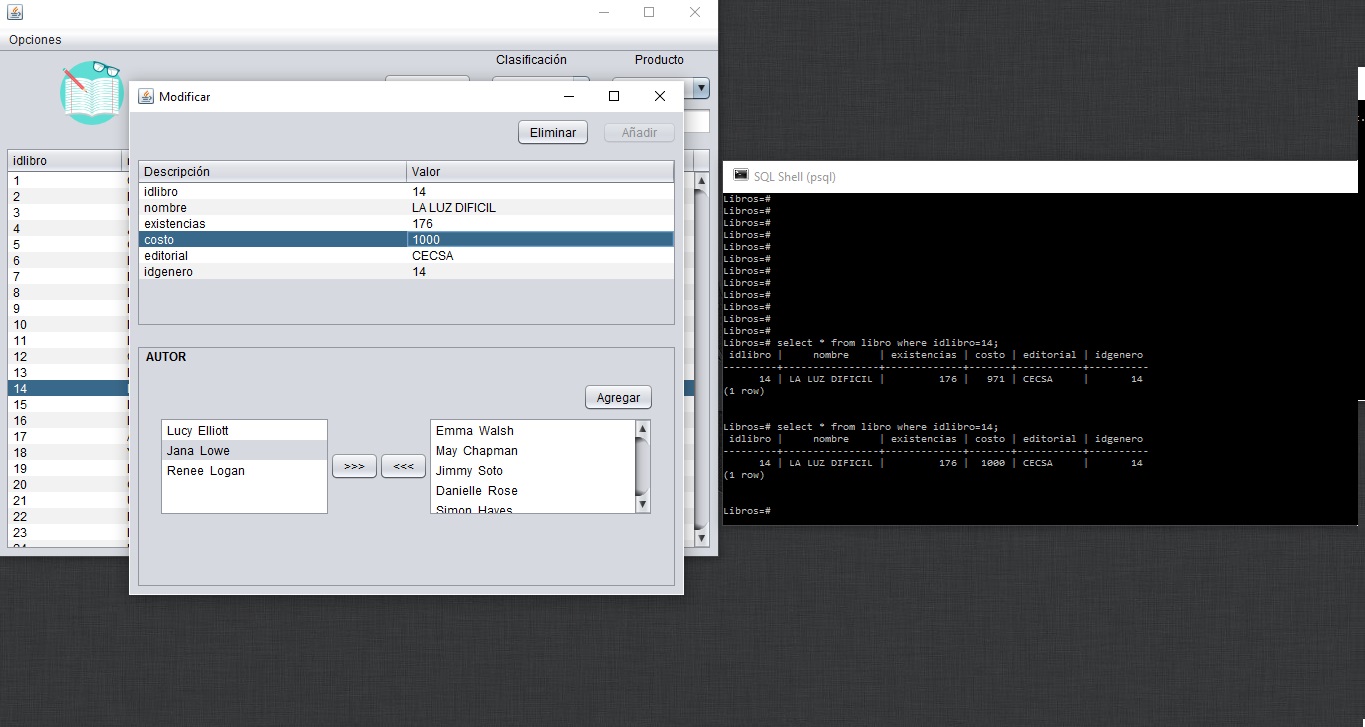 Opciones
Clasificación
Producto
Modificar
Eliminar
Añadir
idlibro
1
2
3
4
5
6
7
8
9
10
11
12
13
14
15
16
17
18
19
20
21
22
23
Descripción Valor
idlibro 14
nombre LA LUZ DIFICIL
existencias 176
costo 1000
editorial CECSA
idgenero 14
AUTOR
Agregar
Lucy Elliott
Jana Lowe
Renee Logan
>>>
<<<
Emma Walsh
May Chapman
Jimmy Soto
Danielle Rose
Simon Hayes
SQL Shell (psql)
Libros=#
Libros=#
Libros=#
Libros=#
Libros=#
Libros=#
Libros=#
Libros=#
Libros=#
Libros=#
Libros=#
Libros=#
Libros=# select * from libro where idlibro=14;
idlibro | nombre | existencias | costo | editorial | idgenero
---------+----------------+-------------+-------+-----------+----------
14 | LA LUZ DIFICIL | 176 | 971 | CECSA | 14
(1 row)
Libros=# select * from libro where idlibro=14;
idlibro | nombre | existencias | costo | editorial | idgenero
---------+----------------+-------------+-------+-----------+----------
14 | LA LUZ DIFICIL | 176 | 1000 | CECSA | 14
(1 row)
Libros=#